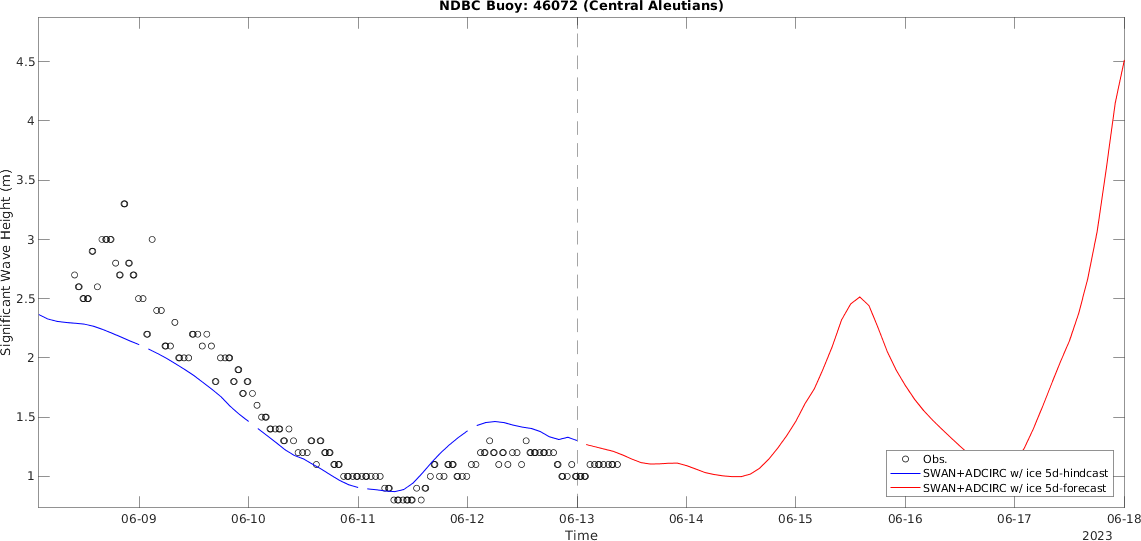 NDBC Buoy: 46072 (Central Aleutians)
Significant Wave Height (m)
4.5
4
3.5
3
2.5
2
1.5
1
Obs.
SWAN+ADCIRC w/ ice 5d-hindcast
SWAN+ADCIRC w/ ice 5d-forecast
06-09 06-10 06-11 06-12 06-13 06-14 06-15 06-16 06-17 06-18
Time
2023